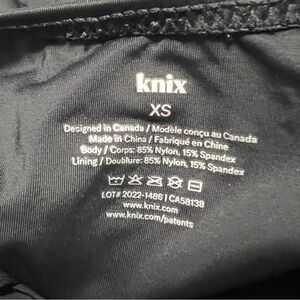 knix
XS
Designed in Canada / Modèle conçu au Canada
Made in China / Fabriqué en Chine
Body / Corps: 85% Nylon, 15% Spandex
Lining / Doublure: 85% Nylon, 15% Spandex
LOT# 2022-1486 | CA58138
www.knix.com
www.knix.com/patents